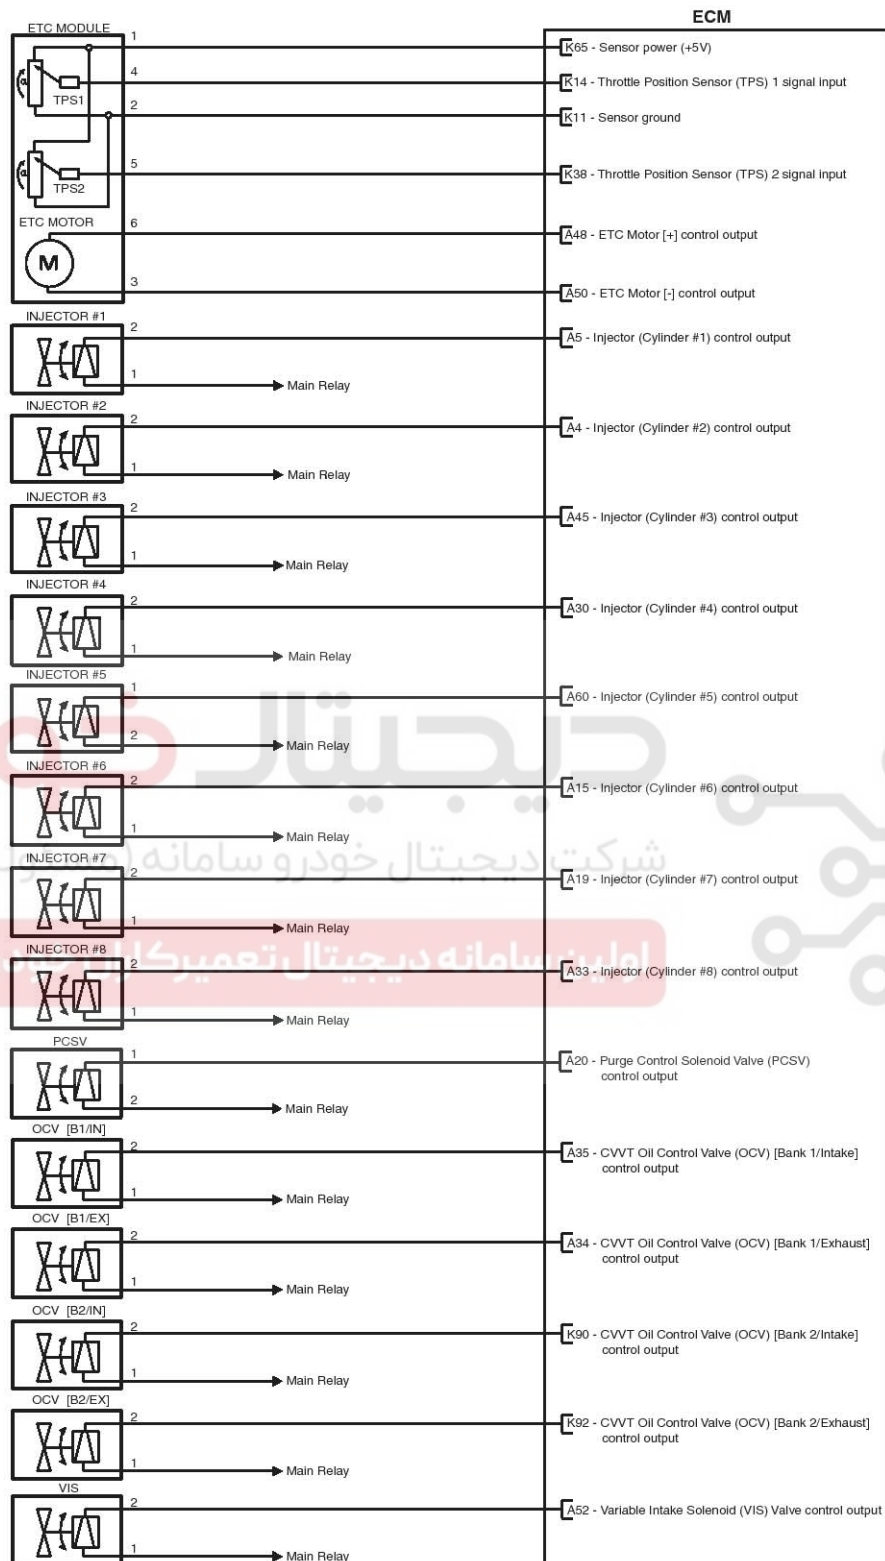 ECM
ETC MODULE
1
K65 - Sensor power (+5V)
4
K14 - Throttle Position Sensor (TPS) 1 signal input
TPS1
2
K11 - Sensor ground
5
K38 - Throttle Position Sensor (TPS) 2 signal input
TPS2
ETC MOTOR
6
A48 - ETC Motor [+] control output
M
3
A50 - ETC Motor [-] control output
INJECTOR #1
2
A5 - Injector (Cylinder #1) control output
1
Main Relay
INJECTOR #2
2
A4 - Injector (Cylinder #2) control output
1
Main Relay
INJECTOR #3
2
A45 - Injector (Cylinder #3) control output
1
Main Relay
INJECTOR #4
2
A30 - Injector (Cylinder #4) control output
1
Main Relay
INJECTOR #5
1
A60 - Injector (Cylinder #5) control output
دیجیتال خو
2
Main Relay
INJECTOR #6
2
A15 - Injector (Cylinder #6) control output
1
Main Relay
شرکت دیجیتال خودرو سامانه
INJECTOR #7
2
A19 - Injector (Cylinder #7) control output
1
Main Relay
INJECTOR #8
اولین سامانه دیجیتال تعمیرکاران
2
A33 - Injector (Cylinder #8) control output
1
Main Relay
PCSV
1
A20 - Purge Control Solenoid Valve (PCSV)
control output
2
Main Relay
OCV [B1/IN]
2
A35 - CVVT Oil Control Valve (OCV) [Bank 1/Intake]
control output
1
Main Relay
OCV [B1/EX]
2
A34 - CVVT Oil Control Valve (OCV) [Bank 1/Exhaust]
control output
1
Main Relay
OCV [B2/IN]
2
K90 - CVVT Oil Control Valve (OCV) [Bank 2/Intake]
control output
1
Main Relay
OCV [B2/EX]
2
K92 - CVVT Oil Control Valve (OCV) [Bank 2/Exhaust]
control output
1
Main Relay
VIS
2
A52 - Variable Intake Solenoid (VIS) Valve control output
1
Main Relay